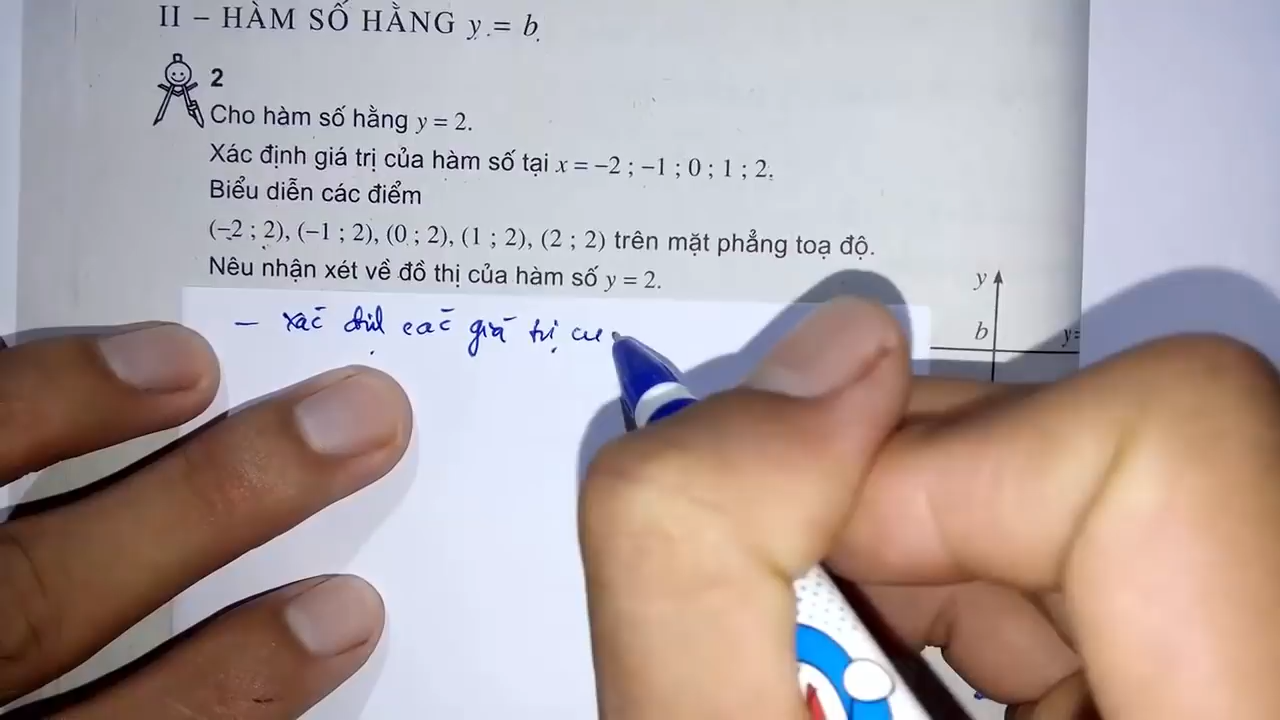 II – HÀM SỐ HẰNG y = b
2
Cho hàm số hằng y = 2.
Xác định giá trị của hàm số tại x = –2 ; –1 ; 0 ; 1 ; 2.
Biểu diễn các điểm
(–2 ; 2), (–1 ; 2), (0 ; 2), (1 ; 2), (2 ; 2) trên mặt phẳng toạ độ.
Nêu nhận xét về đồ thị của hàm số y = 2.
y
b y=
– xác định các giá trị củ